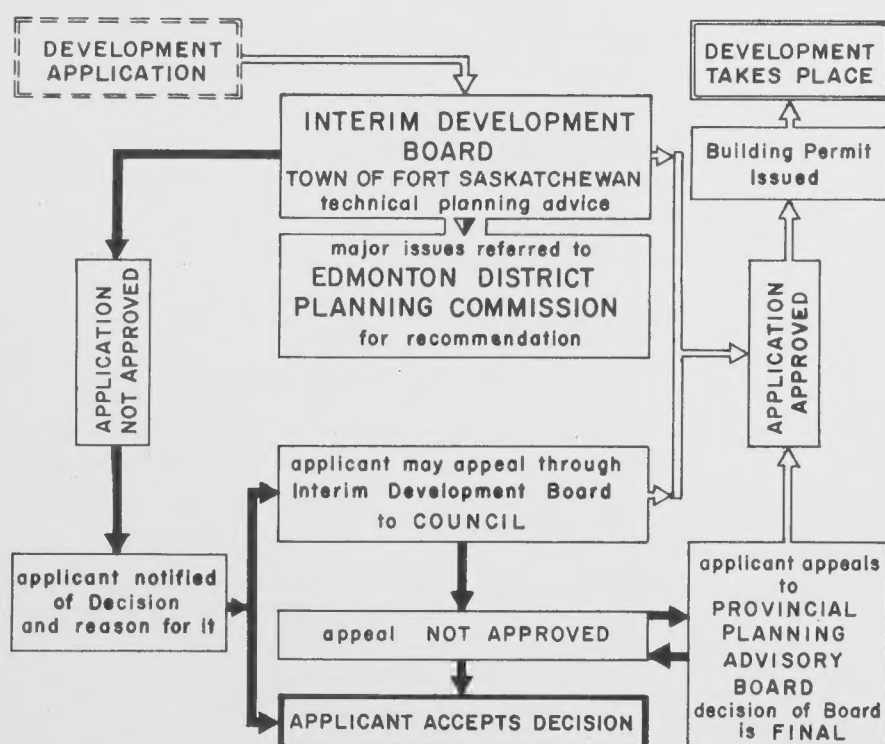 DEVELOPMENT
APPLICATION
DEVELOPMENT
TAKES PLACE
INTERIM DEVELOPMENT
BOARD
TOWN OF FORT SASKATCHEWAN
technical planning advice
Building Permit
Issued
major issues referred to
EDMONTON DISTRICT
PLANNING COMMISSION
for recommendation
APPLICATION
NOT APPROVED
APPLICATION
APPROVED
applicant may appeal through
Interim Development Board
to COUNCIL
applicant notified
of Decision
and reason for it
appeal NOT APPROVED
applicant appeals
to
PROVINCIAL
PLANNING
ADVISORY
BOARD
decision of Board
is FINAL
APPLICANT ACCEPTS DECISION